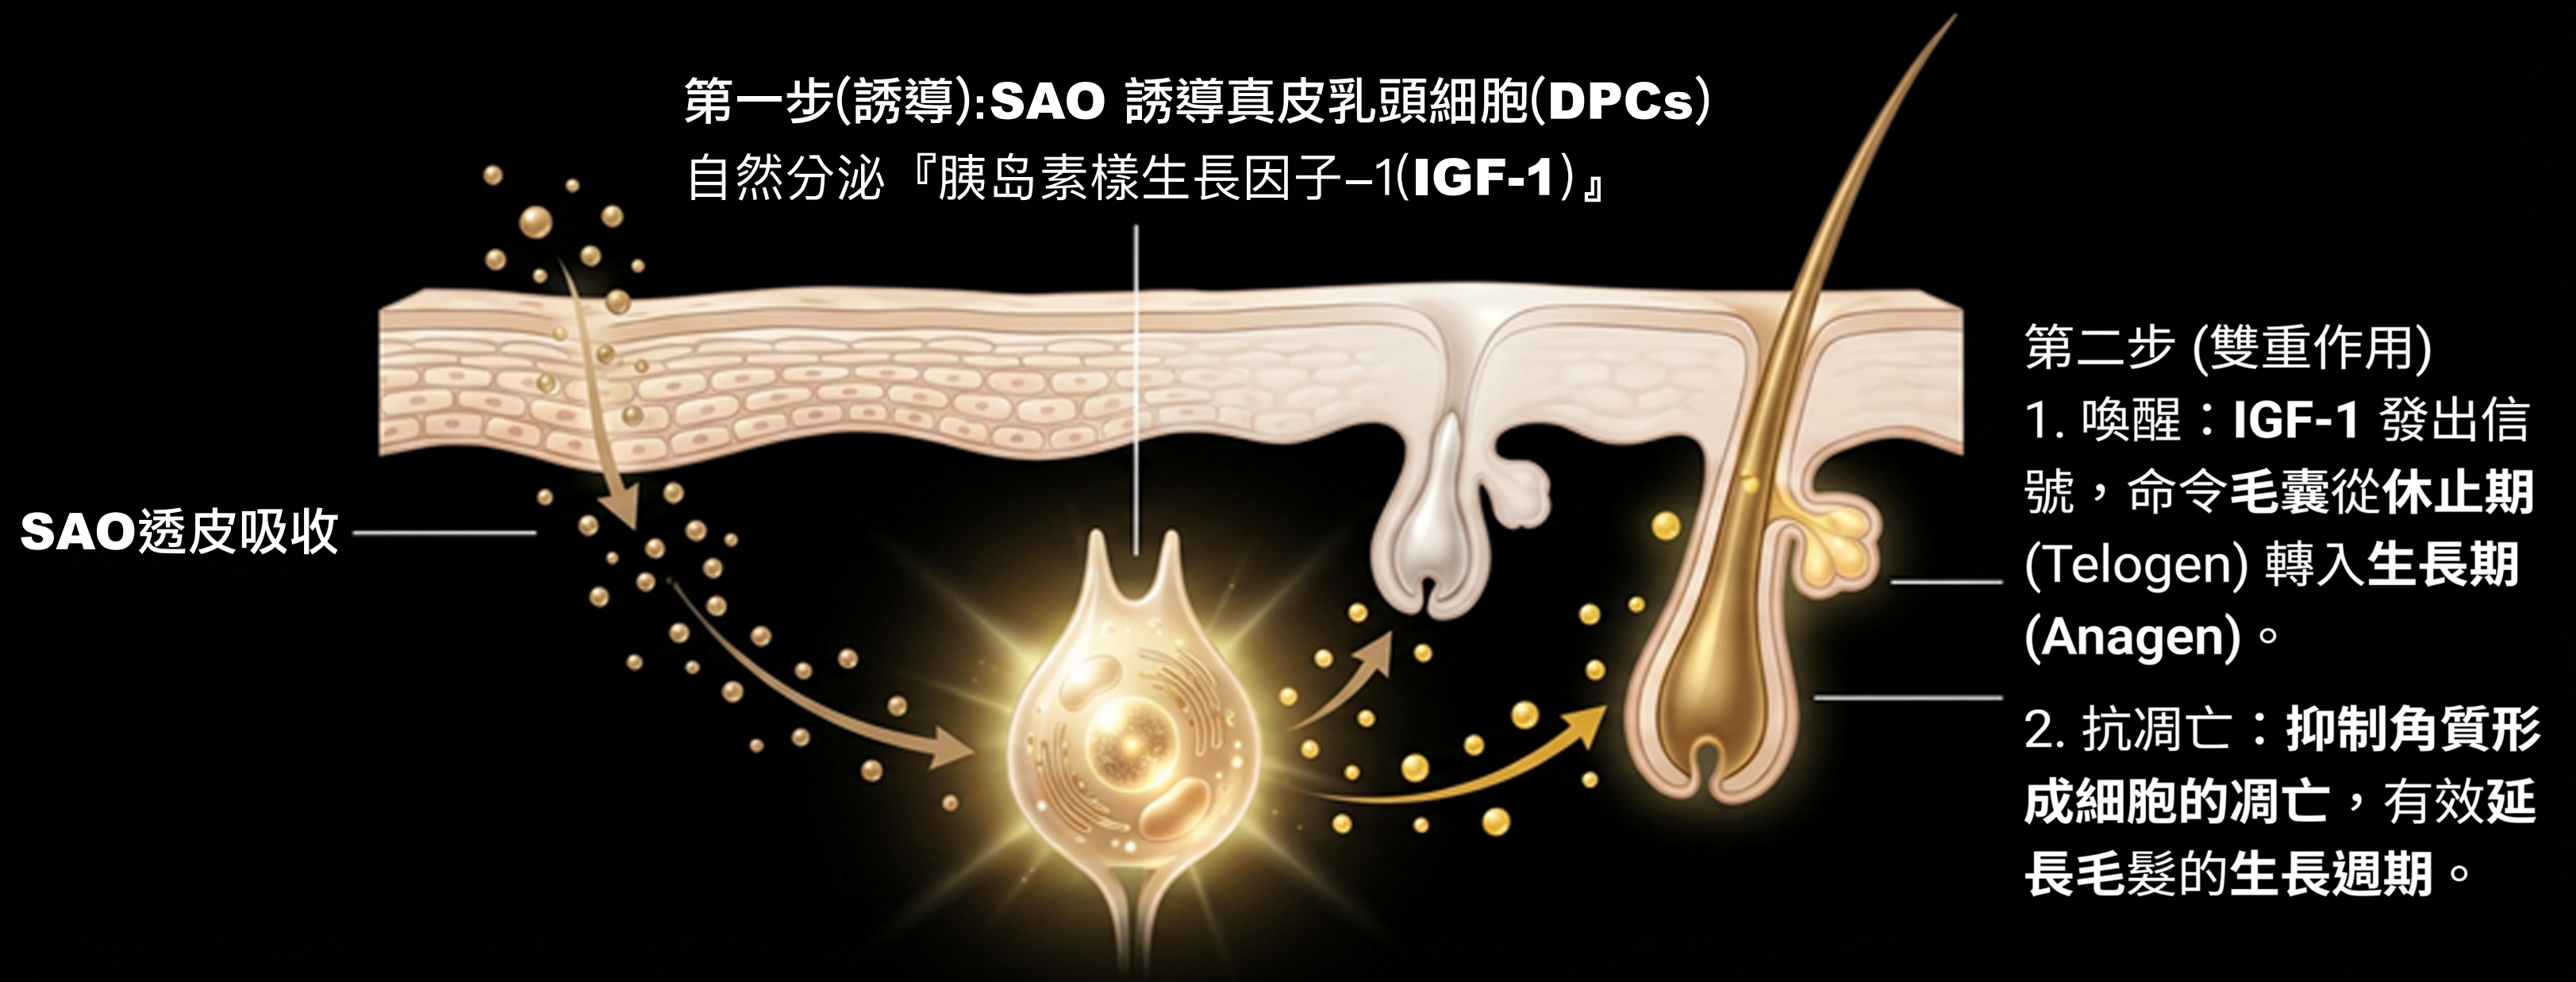 第一步(誘導):SAO 誘導真皮乳頭細胞(DPCs)
自然分泌『胰岛素樣生長因子–1(IGF-1)』
SAO透皮吸收
第二步 (雙重作用)
1. 喚醒：IGF-1 發出信
號，命令毛囊從休止期
(Telogen) 轉入生長期
(Anagen)。
2. 抗凋亡：抑制角質形
成細胞的凋亡，有效延
長毛髮的生長週期。